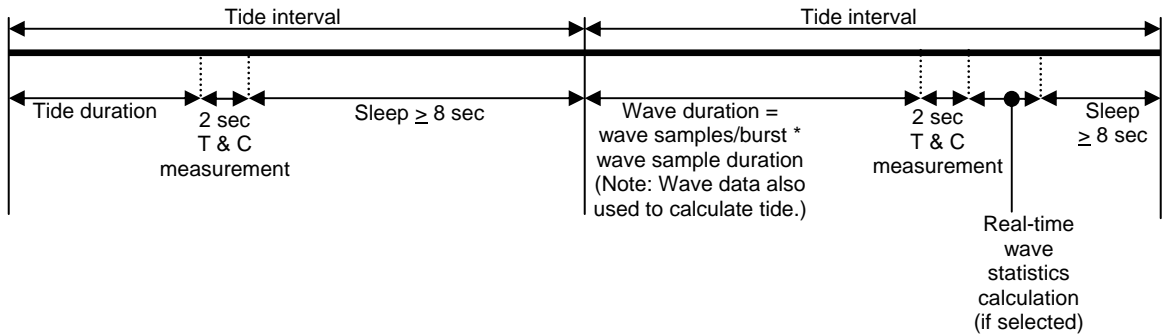 Tide interval
Tide interval
Tide duration
2 sec
T & C
measurement
Sleep ≥ 8 sec
Wave duration =
wave samples/burst *
wave sample duration
(Note: Wave data also
used to calculate tide.)
2 sec
T & C
measurement
Sleep
≥ 8 sec
Real-time
wave
statistics
calculation
(if selected)